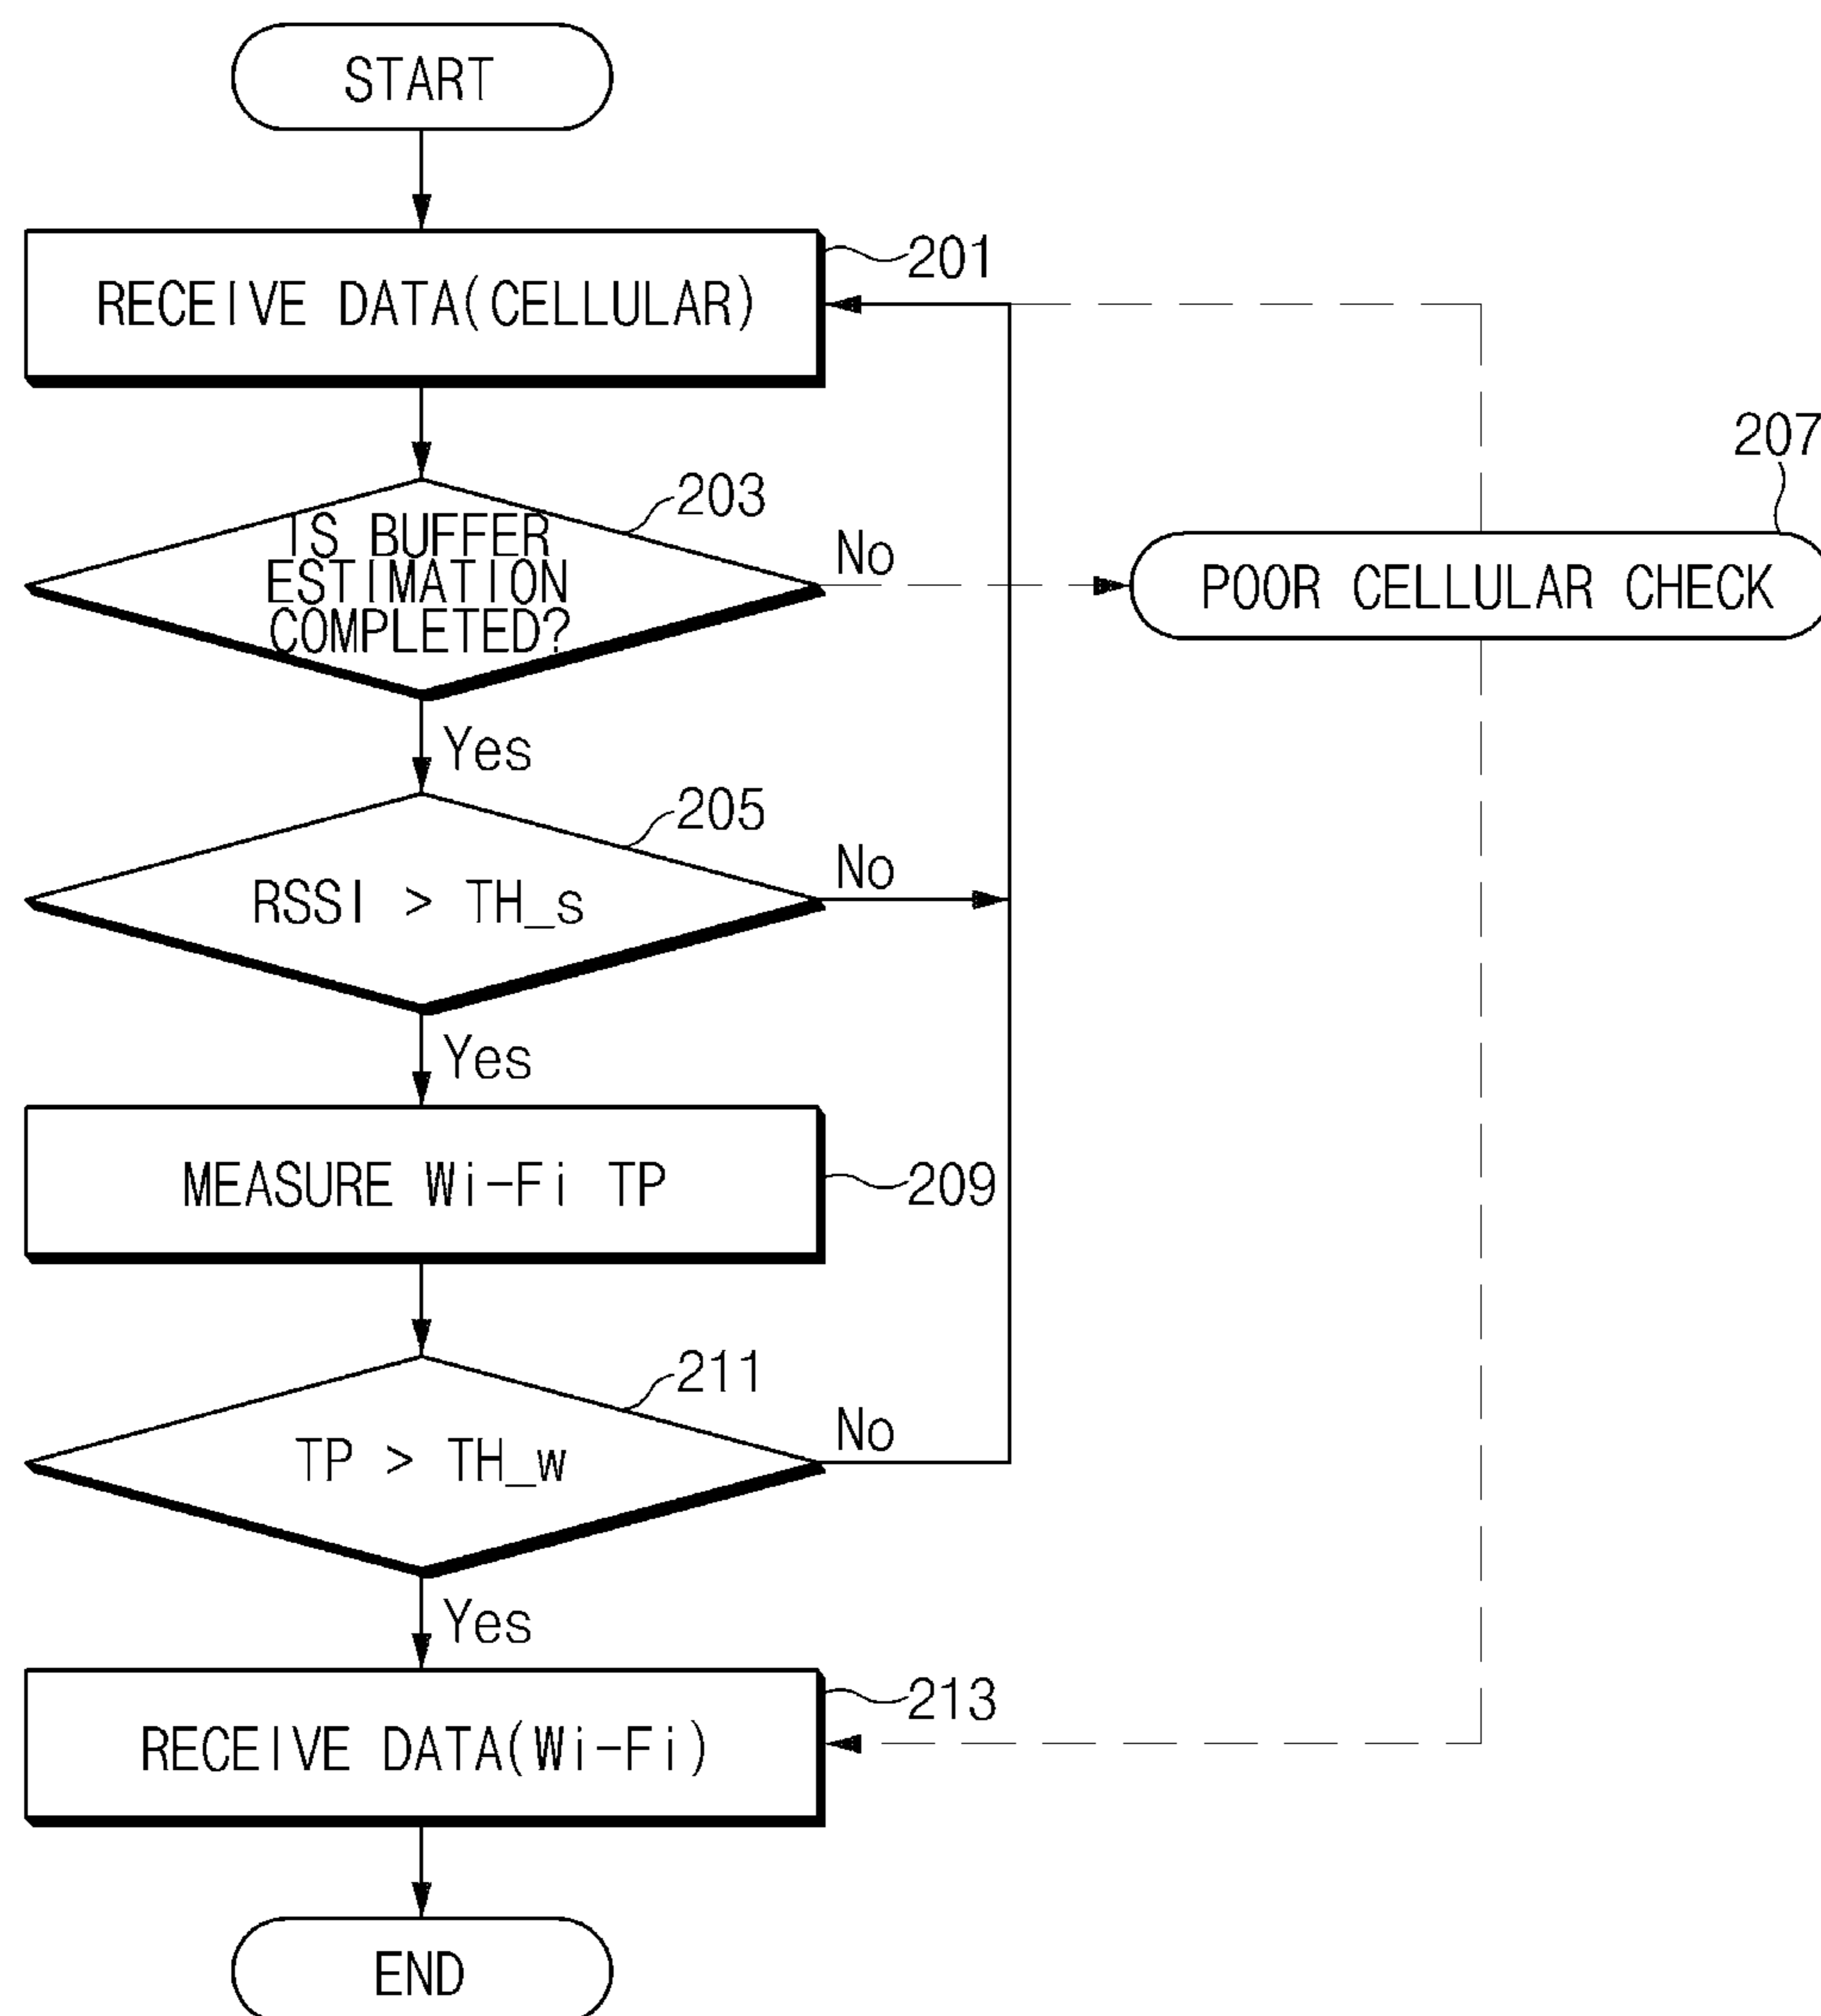 START
RECEIVE DATA(CELLULAR)
201
IS BUFFER
ESTIMATION
COMPLETED?
203
No
207
POOR CELLULAR CHECK
Yes
RSSI > TH_s
205
No
Yes
MEASURE Wi-Fi TP
209
TP > TH_w
211
No
Yes
RECEIVE DATA(Wi-Fi)
213
END